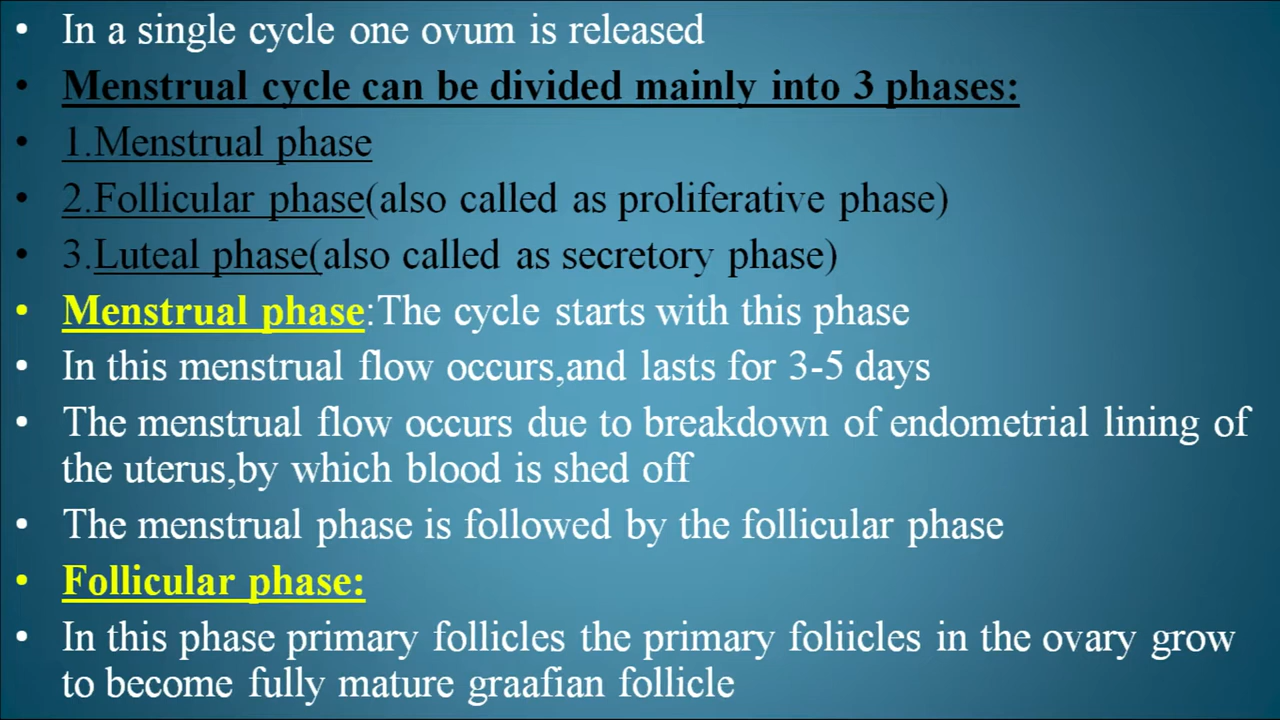 • In a single cycle one ovum is released
• Menstrual cycle can be divided mainly into 3 phases:
• 1.Menstrual phase
• 2.Follicular phase(also called as proliferative phase)
• 3.Luteal phase(also called as secretory phase)
• Menstrual phase:The cycle starts with this phase
• In this menstrual flow occurs,and lasts for 3-5 days
• The menstrual flow occurs due to breakdown of endometrial lining of
the uterus,by which blood is shed off
• The menstrual phase is followed by the follicular phase
• Follicular phase:
• In this phase primary follicles the primary foliicles in the ovary grow
to become fully mature graafian follicle